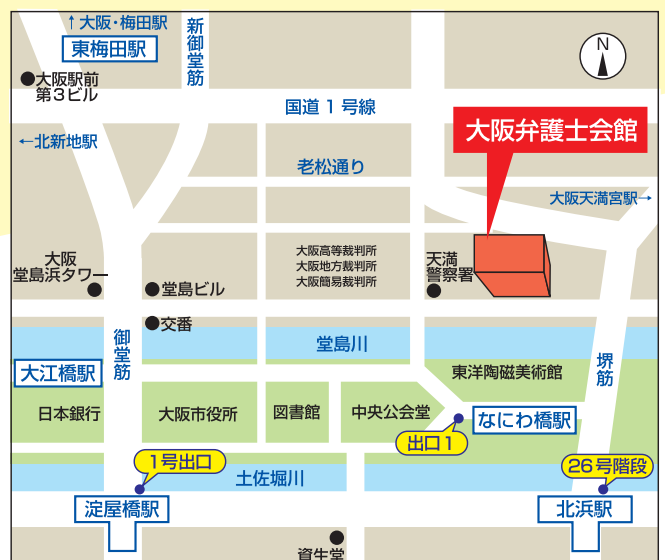 ↑大阪・梅田駅
東梅田駅
新御堂筋
N
大阪駅前
第3ビル
国道1号線
大阪弁護士会館
←北新地駅
老松通り
大阪天満宮駅→
大阪
堂島浜タワー
大阪高等裁判所
大阪地方裁判所
大阪簡易裁判所
天満
警察署
堂島ビル
交番
御堂筋
堂島川
堺筋
大江橋駅
東洋陶磁美術館
日本銀行
大阪市役所
図書館
中央公会堂
なにわ橋駅
出口1
1号出口
土佐堀川
26号階段
淀屋橋駅
北浜駅
資生堂